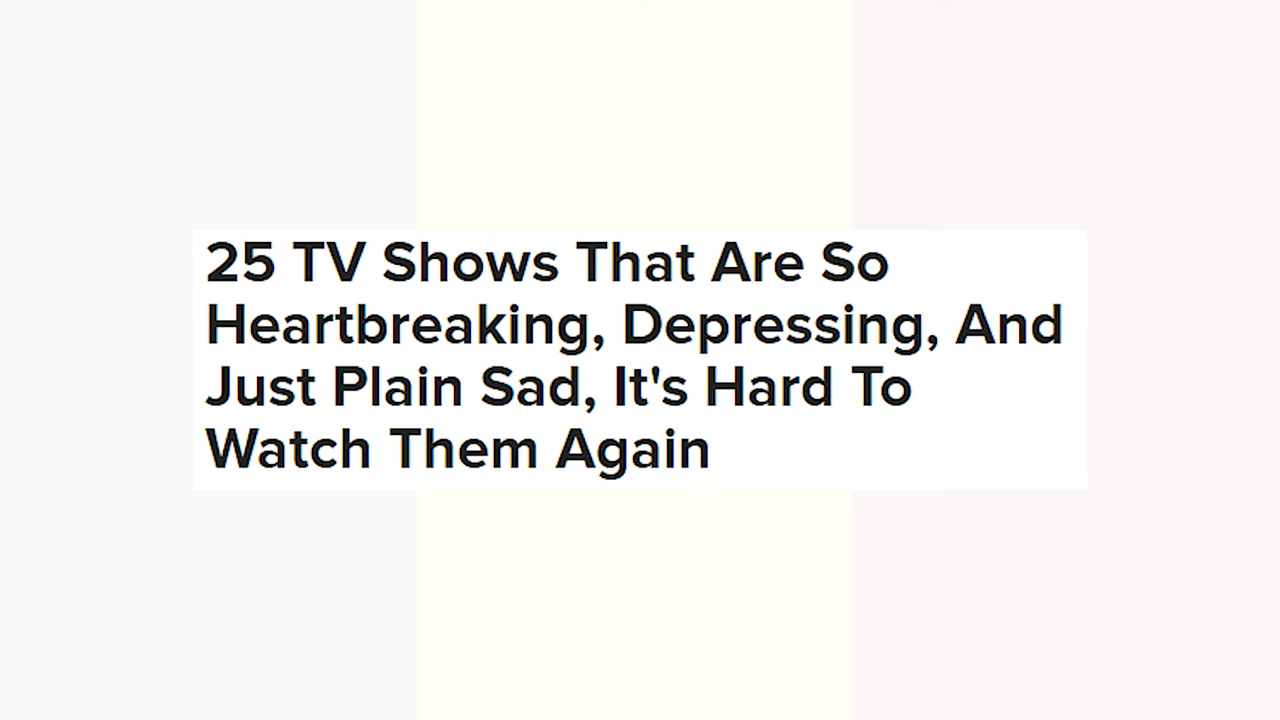 25 TV Shows That Are So
Heartbreaking, Depressing, And
Just Plain Sad, It's Hard To
Watch Them Again